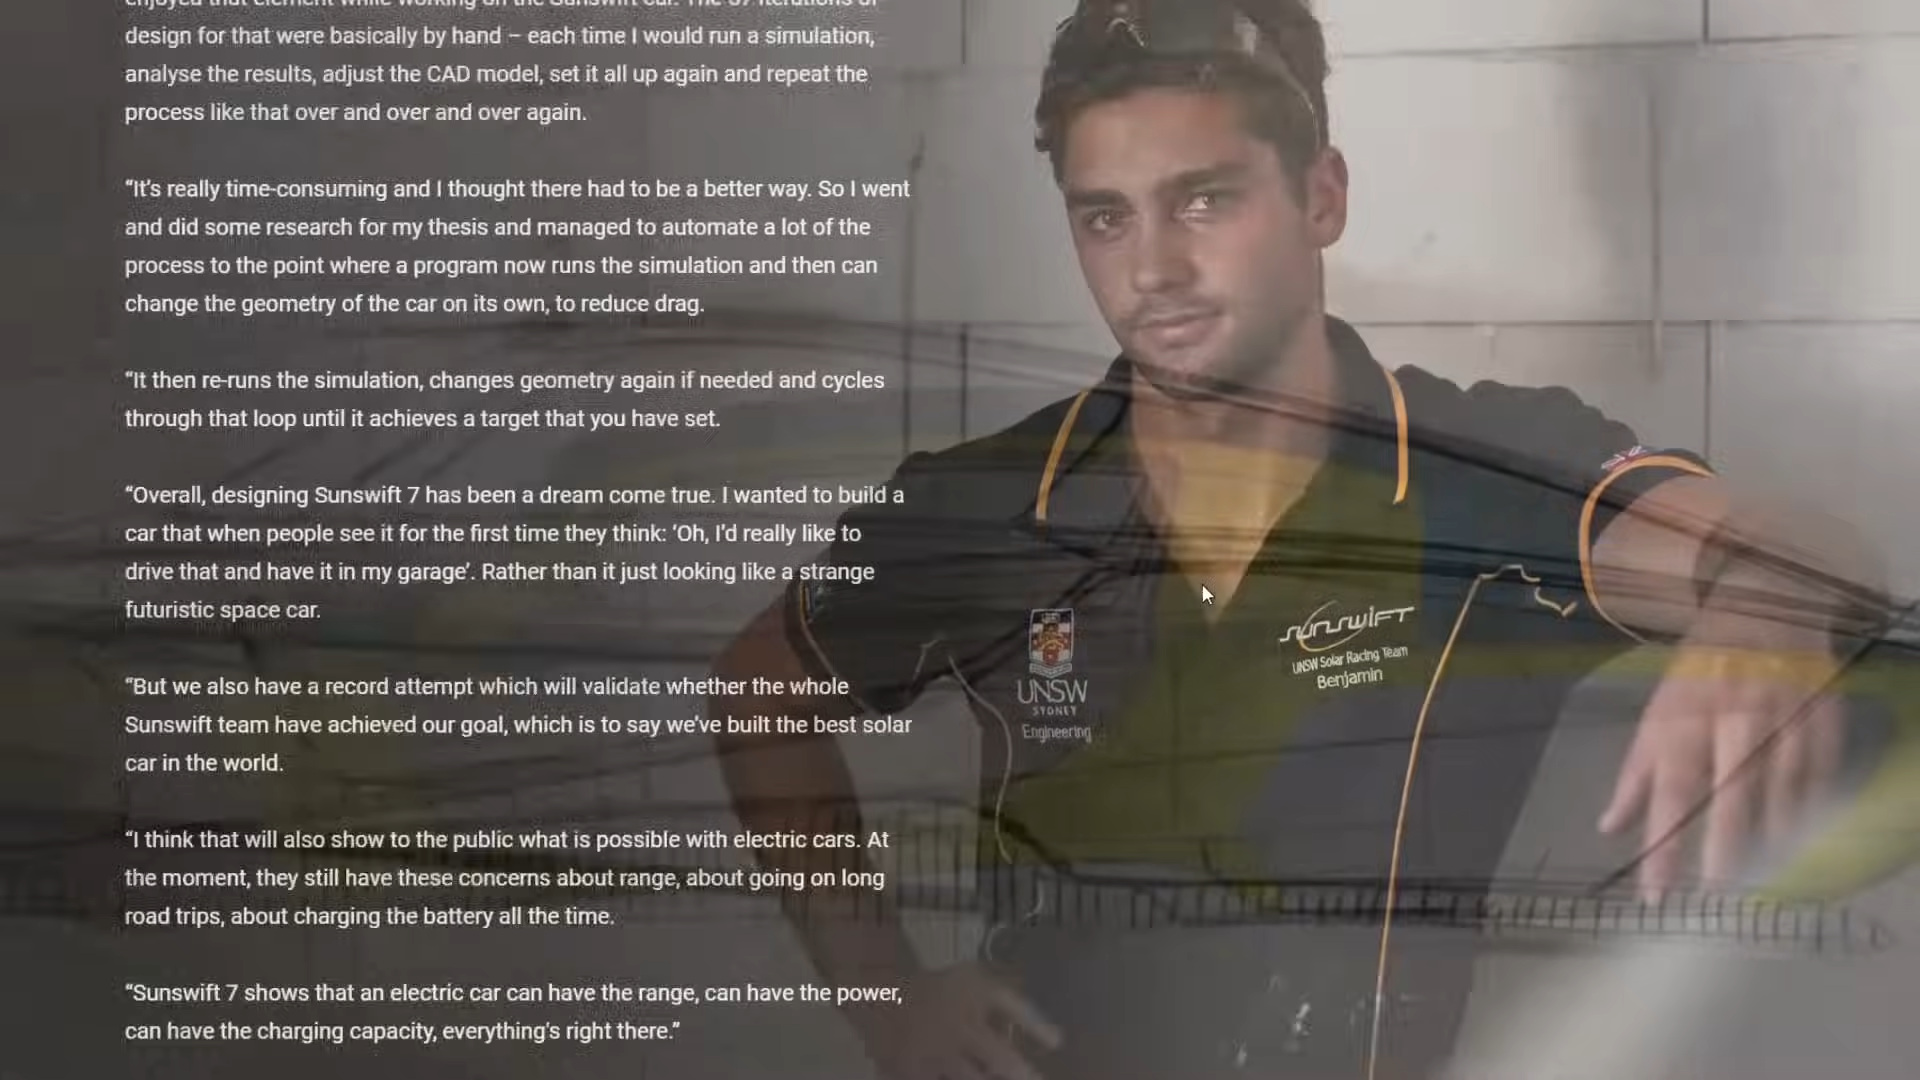 enjoyed that element while working on the Sunswift car. The 37 iterations of
design for that were basically by hand – each time I would run a simulation,
analyse the results, adjust the CAD model, set it all up again and repeat the
process like that over and over and over again.
“It’s really time-consuming and I thought there had to be a better way. So I went
and did some research for my thesis and managed to automate a lot of the
process to the point where a program now runs the simulation and then can
change the geometry of the car on its own, to reduce drag.
“It then re-runs the simulation, changes geometry again if needed and cycles
through that loop until it achieves a target that you have set.
“Overall, designing Sunswift 7 has been a dream come true. I wanted to build a
car that when people see it for the first time they think: ‘Oh, I’d really like to
drive that and have it in my garage’. Rather than it just looking like a strange
futuristic space car.
“But we also have a record attempt which will validate whether the whole
Sunswift team have achieved our goal, which is to say we’ve built the best solar
car in the world.
“I think that will also show to the public what is possible with electric cars. At
the moment, they still have these concerns about range, about going on long
road trips, about charging the battery all the time.
“Sunswift 7 shows that an electric car can have the range, can have the power,
can have the charging capacity, everything’s right there.”
UNSW
SYDNEY
Engineering
sunswift
UNSW Solar Racing Team
Benjamin